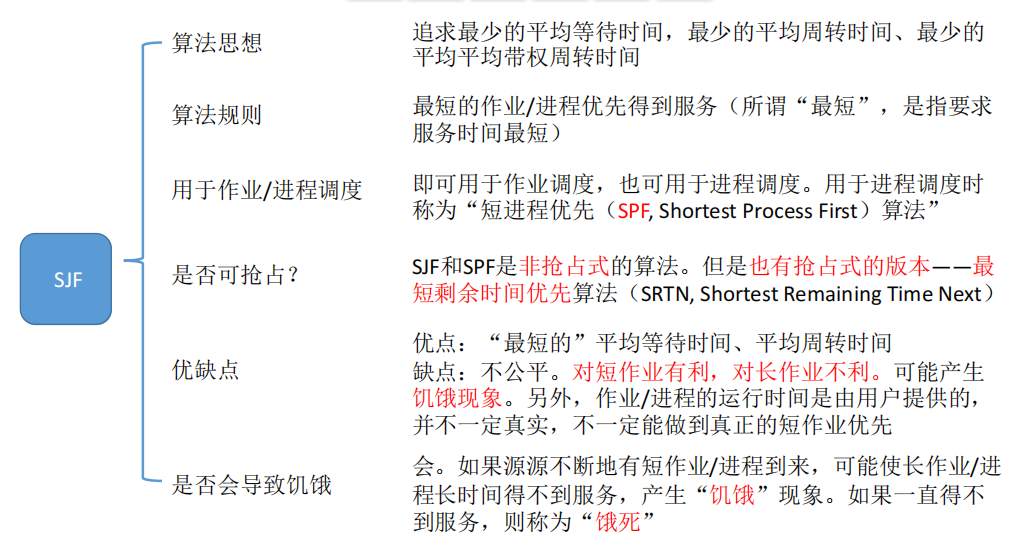 SJF
算法思想
追求最少的平均等待时间，最少的平均周转时间、最少的
平均平均带权周转时间
算法规则
最短的作业/进程优先得到服务（所谓“最短”，是指要求
服务时间最短）
用于作业/进程调度
即可用于作业调度，也可用于进程调度。用于进程调度时
称为“短进程优先（SPF, Shortest Process First）算法”
是否可抢占？
SJF和SPF是非抢占式的算法。但是也有抢占式的版本——最
短剩余时间优先算法（SRTN, Shortest Remaining Time Next）
优缺点
优点：“最短的”平均等待时间、平均周转时间
缺点：不公平。对短作业有利，对长作业不利。可能产生
饥饿现象。另外，作业/进程的运行时间是由用户提供的，
并不一定真实，不一定能做到真正的短作业优先
是否会导致饥饿
会。如果源源不断地有短作业/进程到来，可能使长作业/进
程长时间得不到服务，产生“饥饿”现象。如果一直得不
到服务，则称为“饿死”